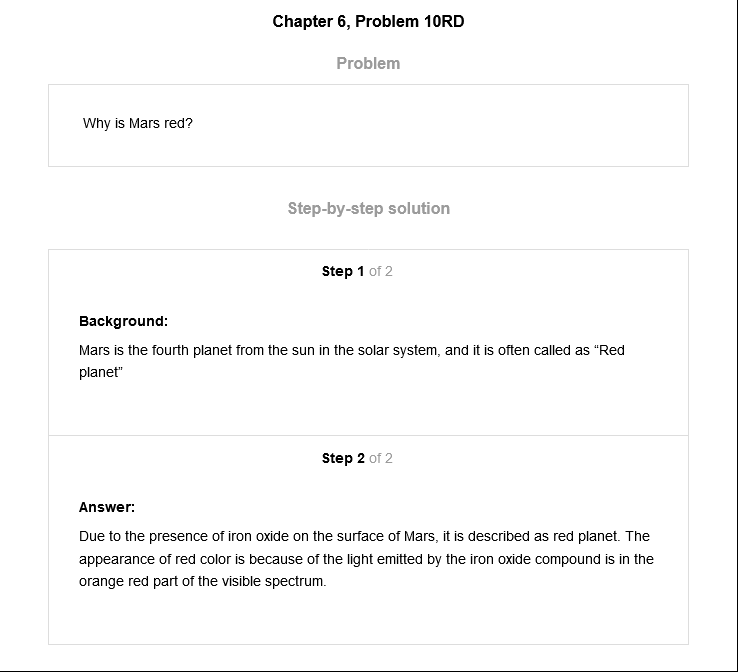 Chapter 6, Problem 10RD
Problem
Why is Mars red?
Step-by-step solution
Step 1 of 2
Background:
Mars is the fourth planet from the sun in the solar system, and it is often called as “Red
planet”
Step 2 of 2
Answer:
Due to the presence of iron oxide on the surface of Mars, it is described as red planet. The
appearance of red color is because of the light emitted by the iron oxide compound is in the
orange red part of the visible spectrum.